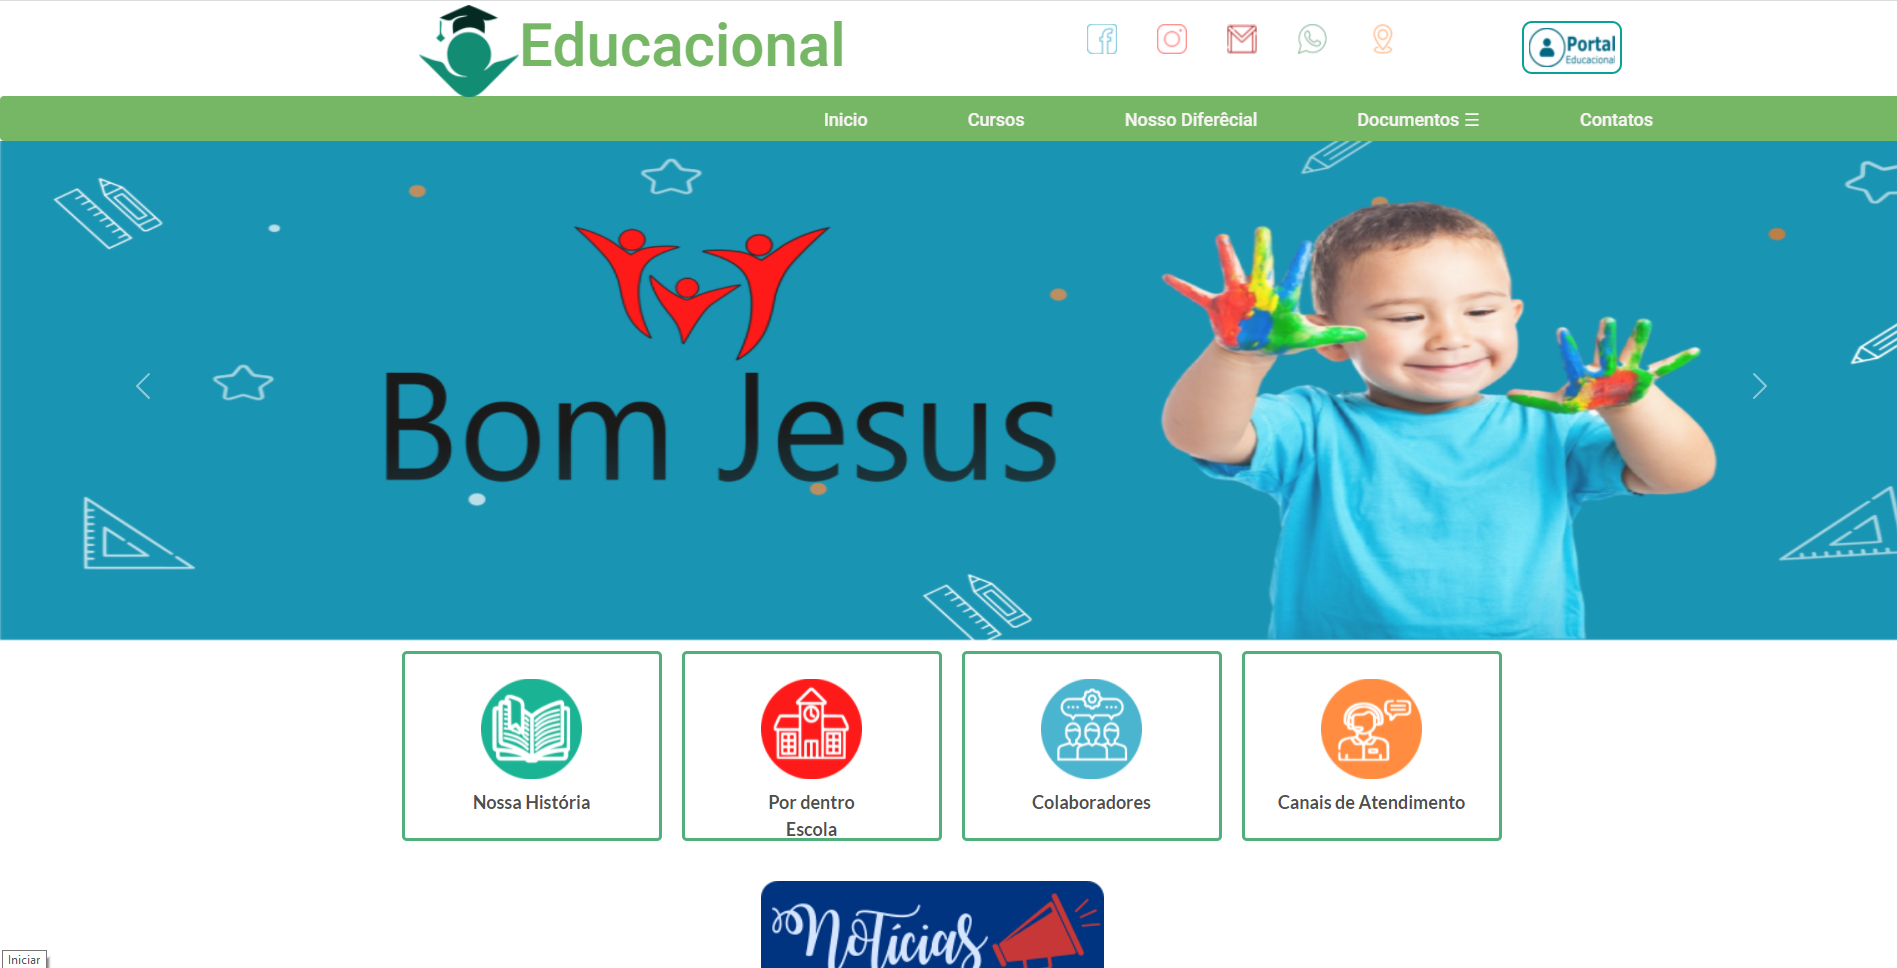 Educacional
Portal
Educacional
Inicio
Cursos
Nosso Diferêcial
Documentos ☰
Contatos
Bom Jesus
Nossa História
Por dentro
Escola
Colaboradores
Canais de Atendimento
Notícias
Iniciar